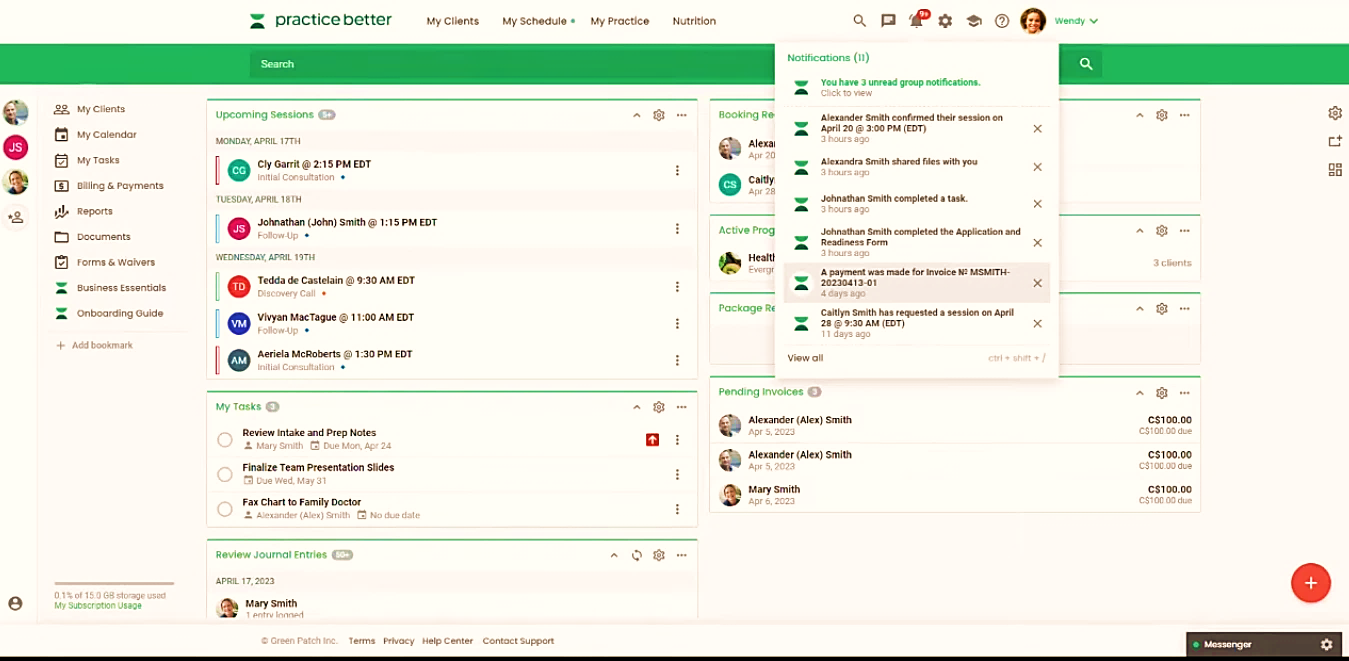 practice better
My Clients
My Schedule
My Practice
Nutrition
9+
Wendy
Search
JS
My Clients
My Calendar
My Tasks
Billing & Payments
Reports
Documents
Forms & Waivers
Business Essentials
Onboarding Guide
+ Add bookmark
0.1% of 15.0 GB storage used
My Subscription Usage
Upcoming Sessions 5+
MONDAY, APRIL 17TH
CG
Cly Garrit @ 2:15 PM EDT
Initial Consultation
TUESDAY, APRIL 18TH
JS
Johnathan (John) Smith @ 1:15 PM EDT
Follow-Up
WEDNESDAY, APRIL 19TH
TD
Tedda de Castelain @ 9:30 AM EDT
Discovery Call
VM
Vivyan MacTague @ 11:00 AM EDT
Follow-Up
AM
Aeriela McRoberts @ 1:30 PM EDT
Initial Consultation
My Tasks 3
Review Intake and Prep Notes
Mary Smith Due Mon, Apr 24
Finalize Team Presentation Slides
Due Wed, May 31
Fax Chart to Family Doctor
Alexander (Alex) Smith No due date
Review Journal Entries 50+
APRIL 17, 2023
Mary Smith
1 entry logged
Notifications (11)
You have 3 unread group notifications.
Click to view
Alexander Smith confirmed their session on
April 20 @ 3:00 PM (EDT)
3 hours ago
Alexandra Smith shared files with you
3 hours ago
Johnathan Smith completed a task.
3 hours ago
Johnathan Smith completed the Application and
Readiness Form
3 hours ago
A payment was made for Invoice № MSMITH-
20230413-01
4 days ago
Caitlyn Smith has requested a session on April
28 @ 9:30 AM (EDT)
11 days ago
View all
ctrl + shift + /
Booking Re
Alexa
Apr 20
CS
Caitly
Apr 28
Active Prog
Health
Evergr
3 clients
Package Re
Pending Invoices 3
Alexander (Alex) Smith C$100.00
Apr 5, 2023 C$100.00 due
Alexander (Alex) Smith C$100.00
Apr 5, 2023 C$100.00 due
Mary Smith C$100.00
Apr 6, 2023 C$100.00 due
+
© Green Patch Inc. Terms Privacy Help Center Contact Support
Messenger